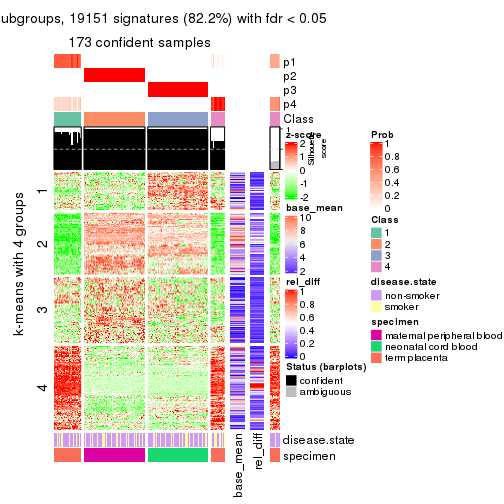 ubgroups, 19151 signatures (82.2%) with fdr < 0.05
173 confident samples
p1
p2
p3
p4
Class
1
Silhouette
score
k-means with 4 groups
1
2
3
4
disease.state
specimen
base_mean
rel_diff
z-score
2
1
0
-1
-2
base_mean
10
8
6
4
2
rel_diff
1
0.8
0.6
0.4
0.2
0
Status (barplots)
confident
ambiguous
Prob
1
0.8
0.6
0.4
0.2
0
Class
1
2
3
4
disease.state
non-smoker
smoker
specimen
maternal peripheral blood
neonatal cord blood
term placenta